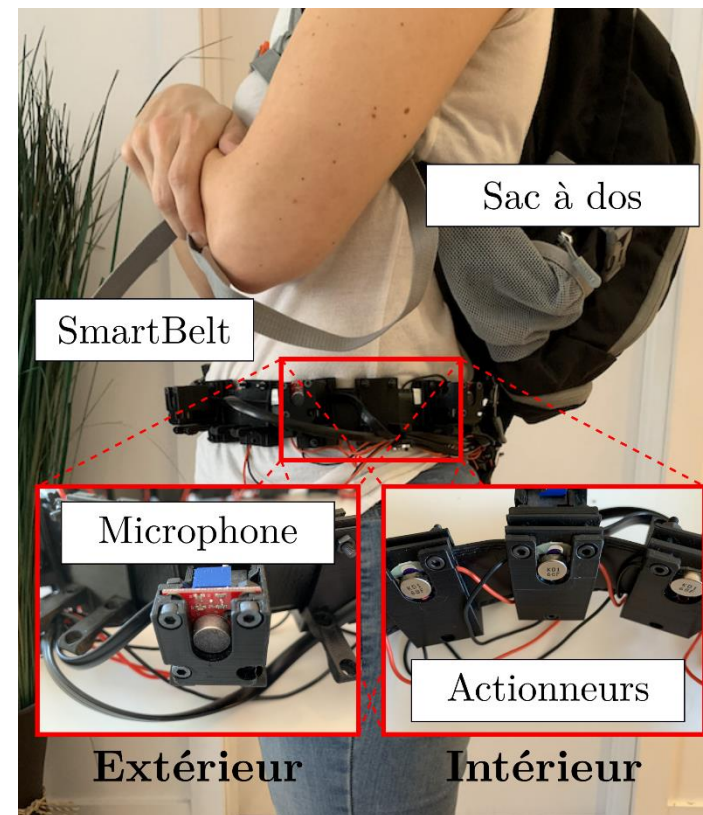 Sac à dos
SmartBelt
Microphone
Actionneurs
Extérieur
Intérieur